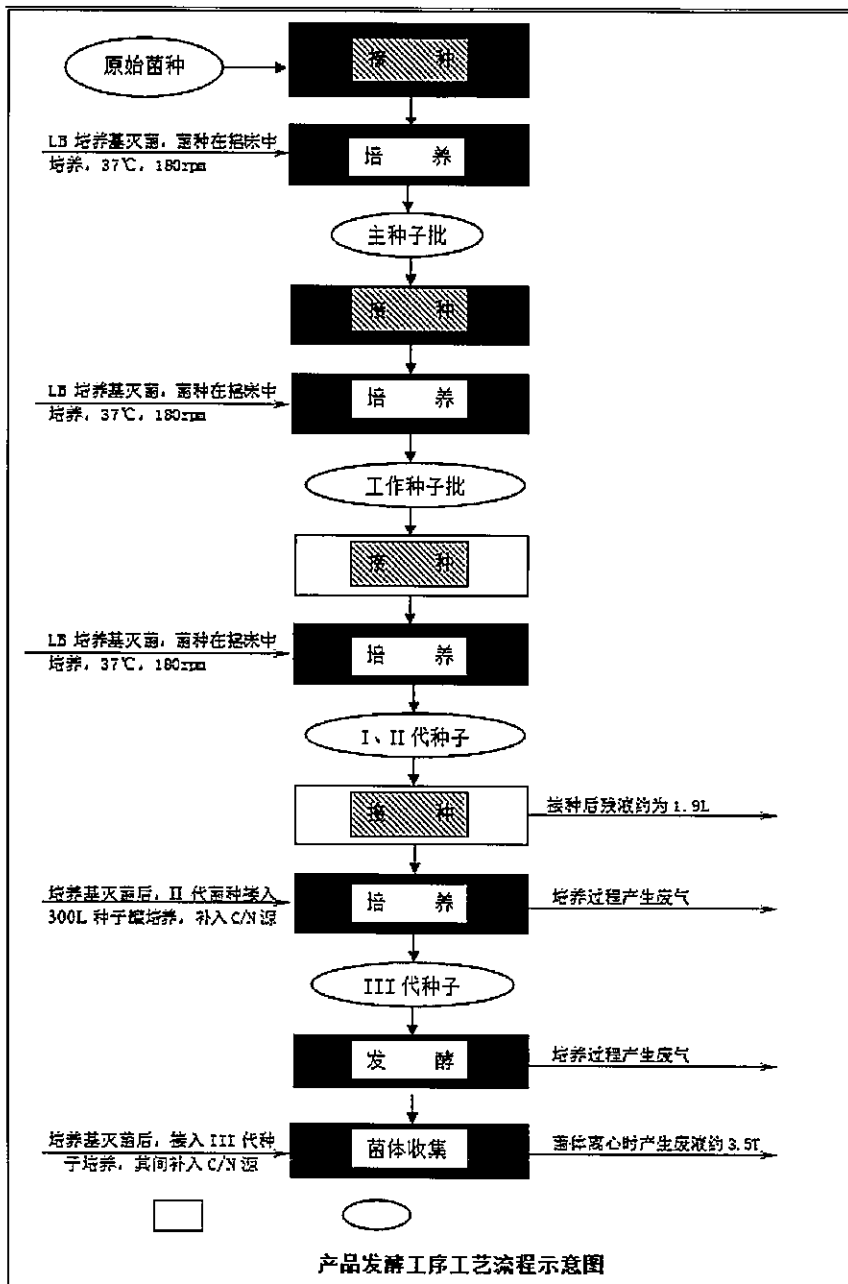 原始菌种
接 种
LB 培养基灭菌，菌种在摇床中
培养，37℃，180rpm
培 养
主种子批
接 种
LB 培养基灭菌，菌种在摇床中
培养，37℃，180rpm
培 养
工作种子批
接 种
LB 培养基灭菌，菌种在摇床中
培养，37℃，180rpm
培 养
I、II 代种子
接 种
接种后残液约为 1.9L
培养基灭菌后，II 代菌种接入
300L 种子罐培养，补入 C/N 源
培 养
培养过程产生废气
III 代种子
发 酵
培养过程产生废气
培养基灭菌后，接入 III 代种
子培养，其间补入 C/N 源
菌体收集
菌体离心时产生废液约 3.5T
产品发酵工序工艺流程示意图